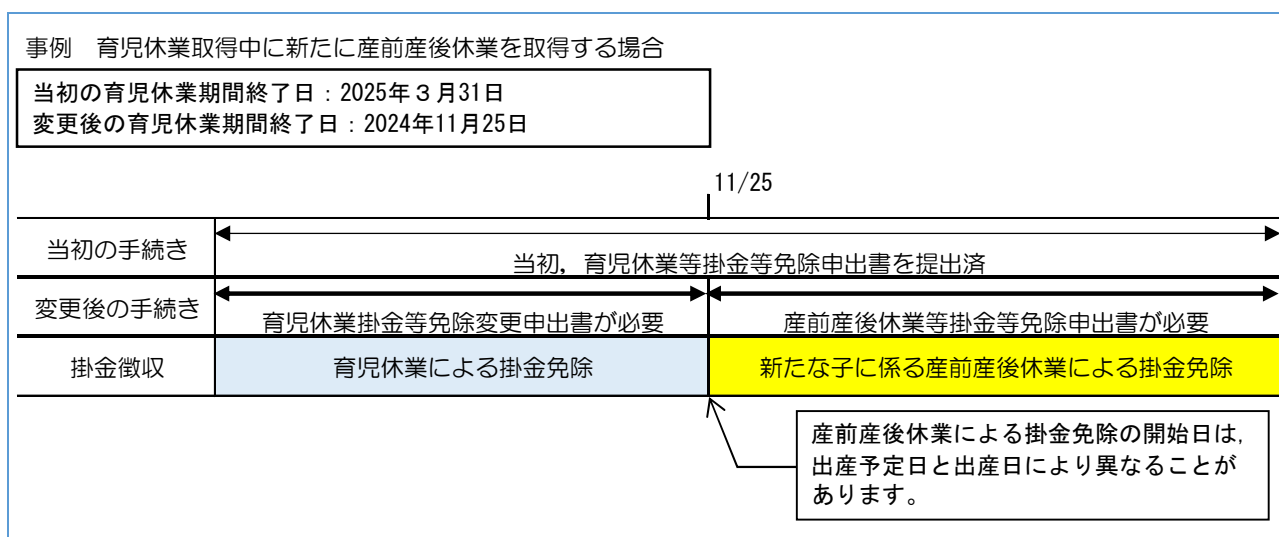 事例　育児休業取得中に新たに産前産後休業を取得する場合
当初の育児休業期間終了日：2025年３月31日
変更後の育児休業期間終了日：2024年11月25日
11/25
当初の手続き
当初，育児休業等掛金等免除申出書を提出済
変更後の手続き
育児休業掛金等免除変更申出書が必要
産前産後休業等掛金等免除申出書が必要
掛金徴収
育児休業による掛金免除
新たな子に係る産前産後休業による掛金免除
産前産後休業による掛金免除の開始日は，
出産予定日と出産日により異なることが
あります。